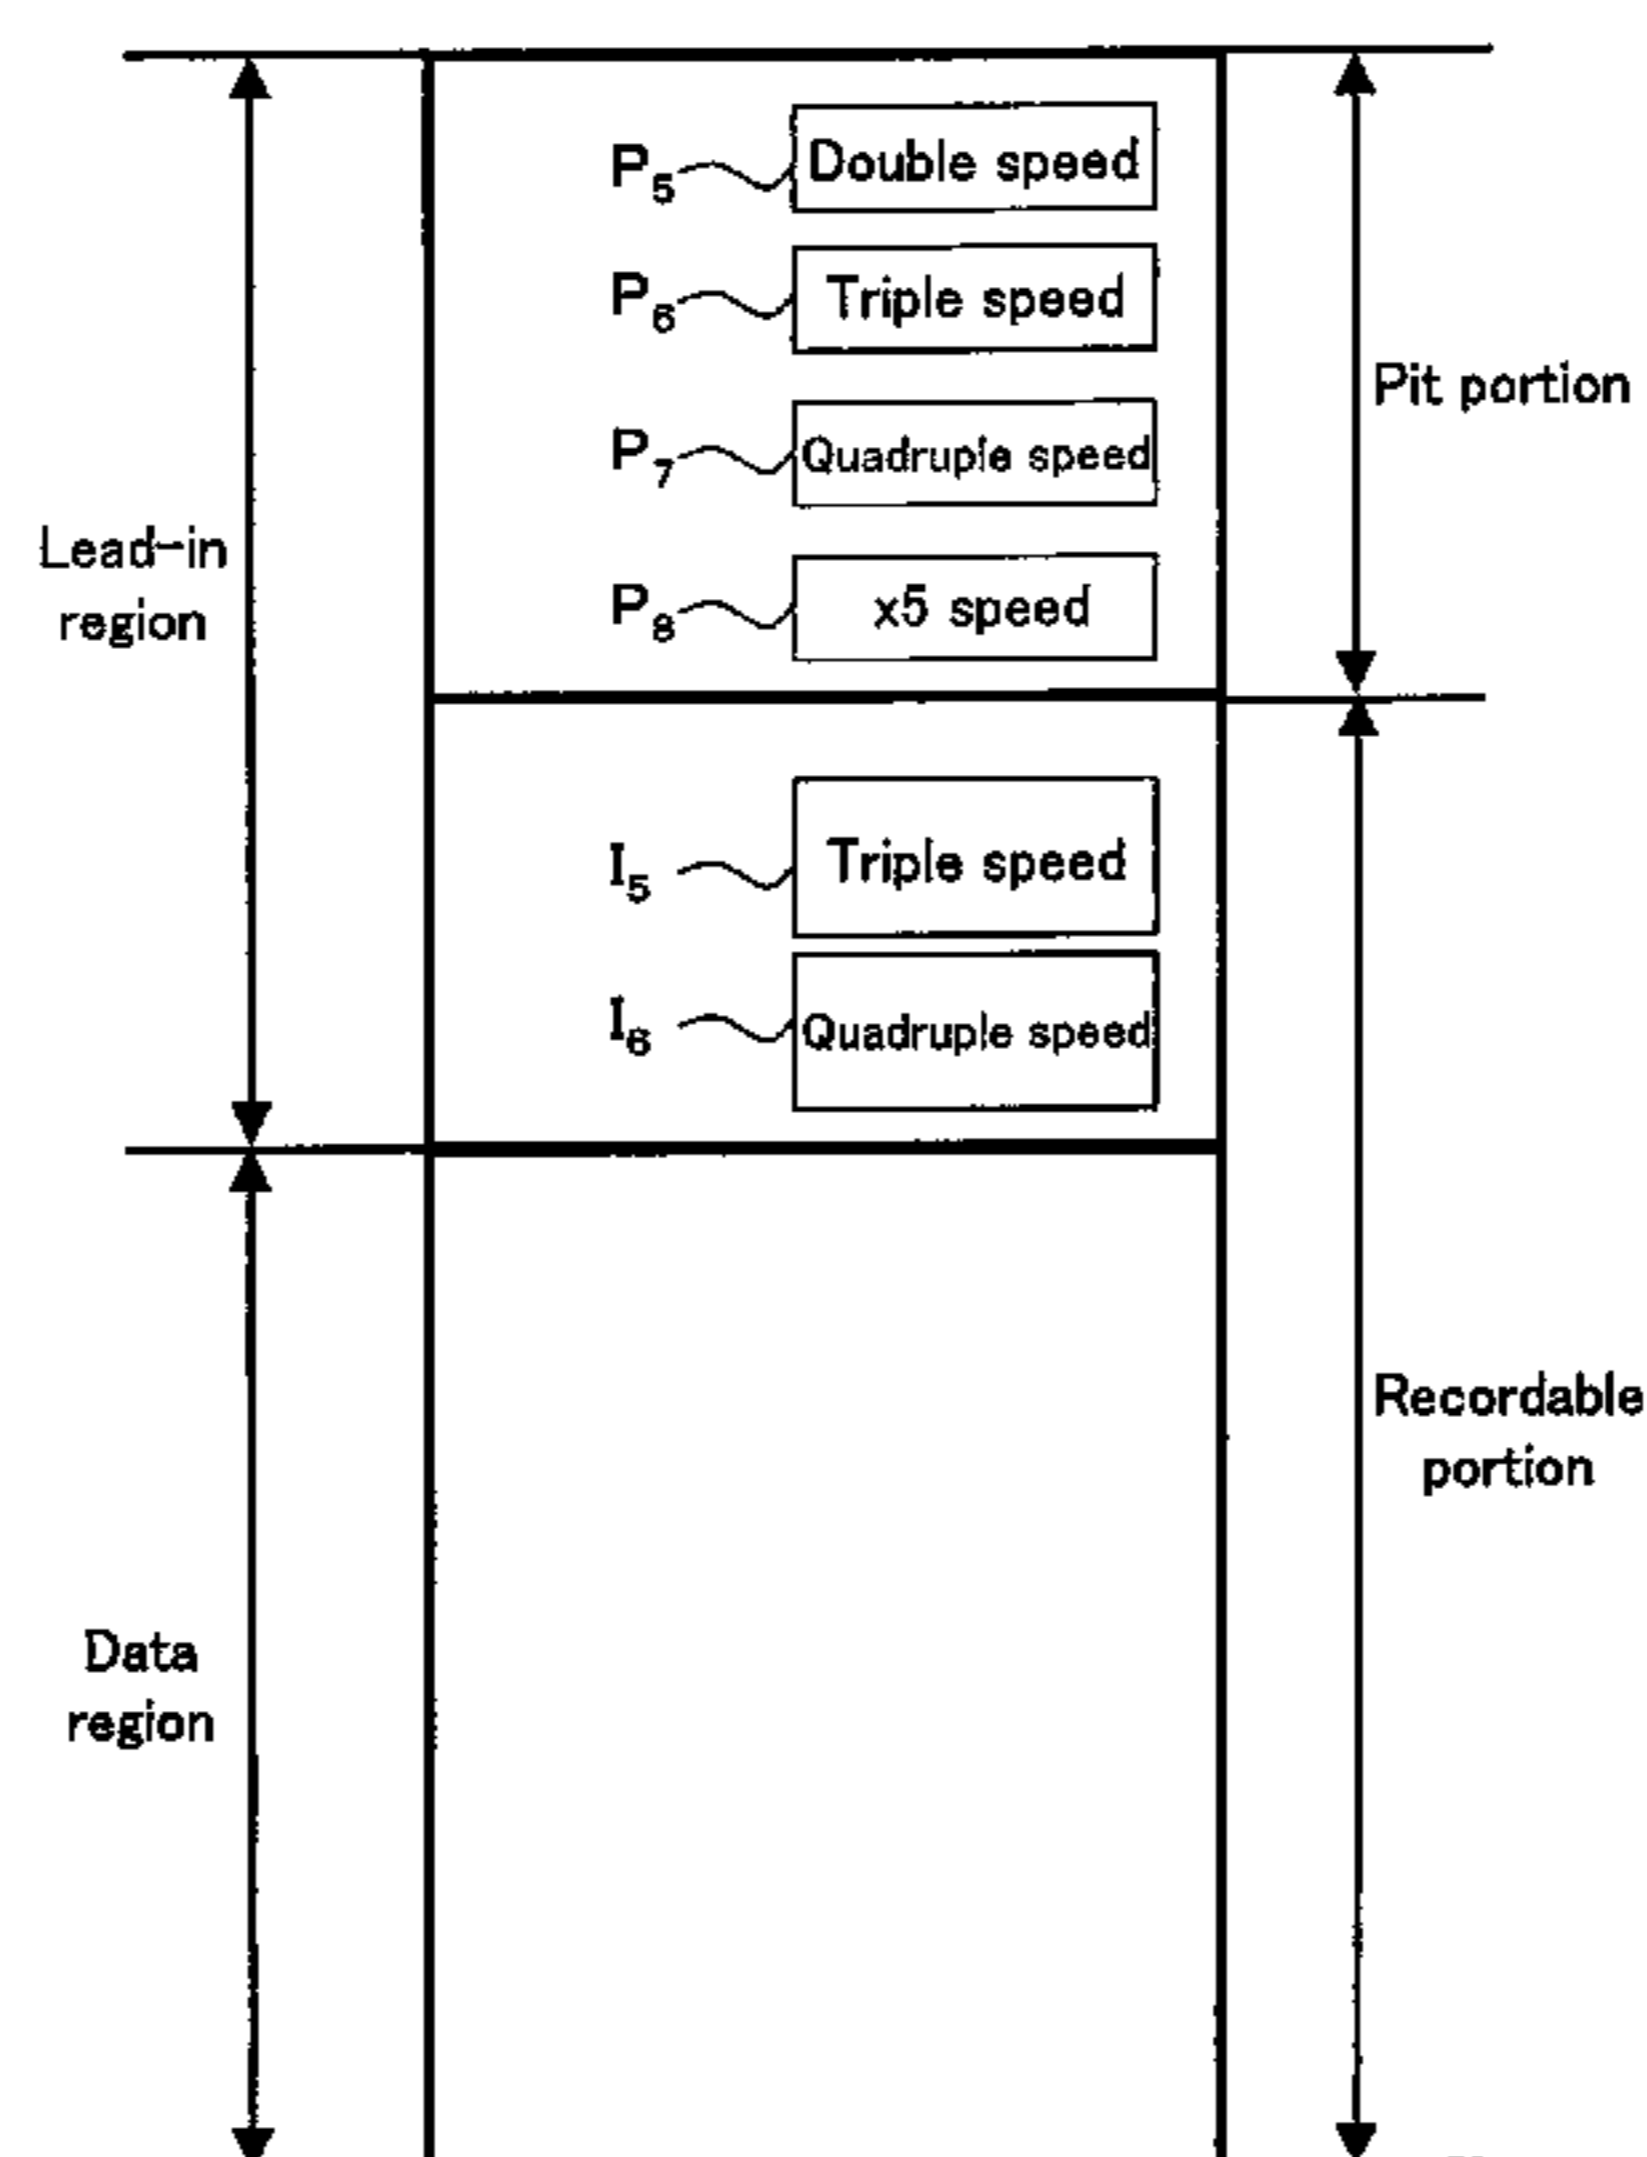 P5 Double speed
P6 Triple speed
Pit portion
P7 Quadruple speed
Lead-in
region
P8 x5 speed
I5 Triple speed
I6 Quadruple speed
Recordable
portion
Data
region